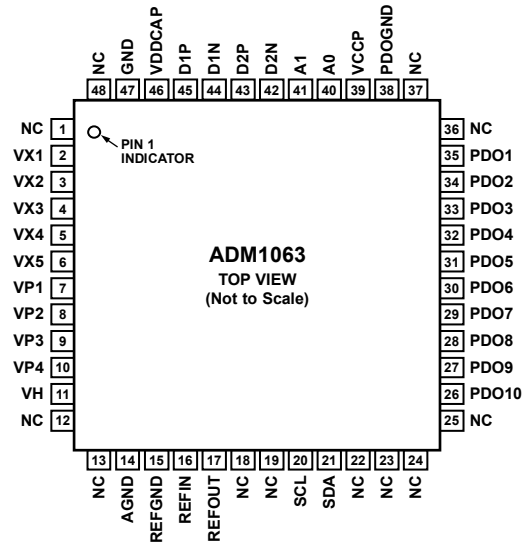 NC
GND
VDDCAP
D1P
D1N
D2P
D2N
A1
A0
VCCP
PDOGND
NC
48 47 46 45 44 43 42 41 40 39 38 37
NC 1
VX1 2
VX2 3
VX3 4
VX4 5
VX5 6
VP1 7
VP2 8
VP3 9
VP4 10
VH 11
NC 12
PIN 1
INDICATOR
ADM1063
TOP VIEW
(Not to Scale)
36 NC
35 PDO1
34 PDO2
33 PDO3
32 PDO4
31 PDO5
30 PDO6
29 PDO7
28 PDO8
27 PDO9
26 PDO10
25 NC
13 14 15 16 17 18 19 20 21 22 23 24
NC
AGND
REFGND
REFIN
REFOUT
NC
NC
SCL
SDA
NC
NC
NC